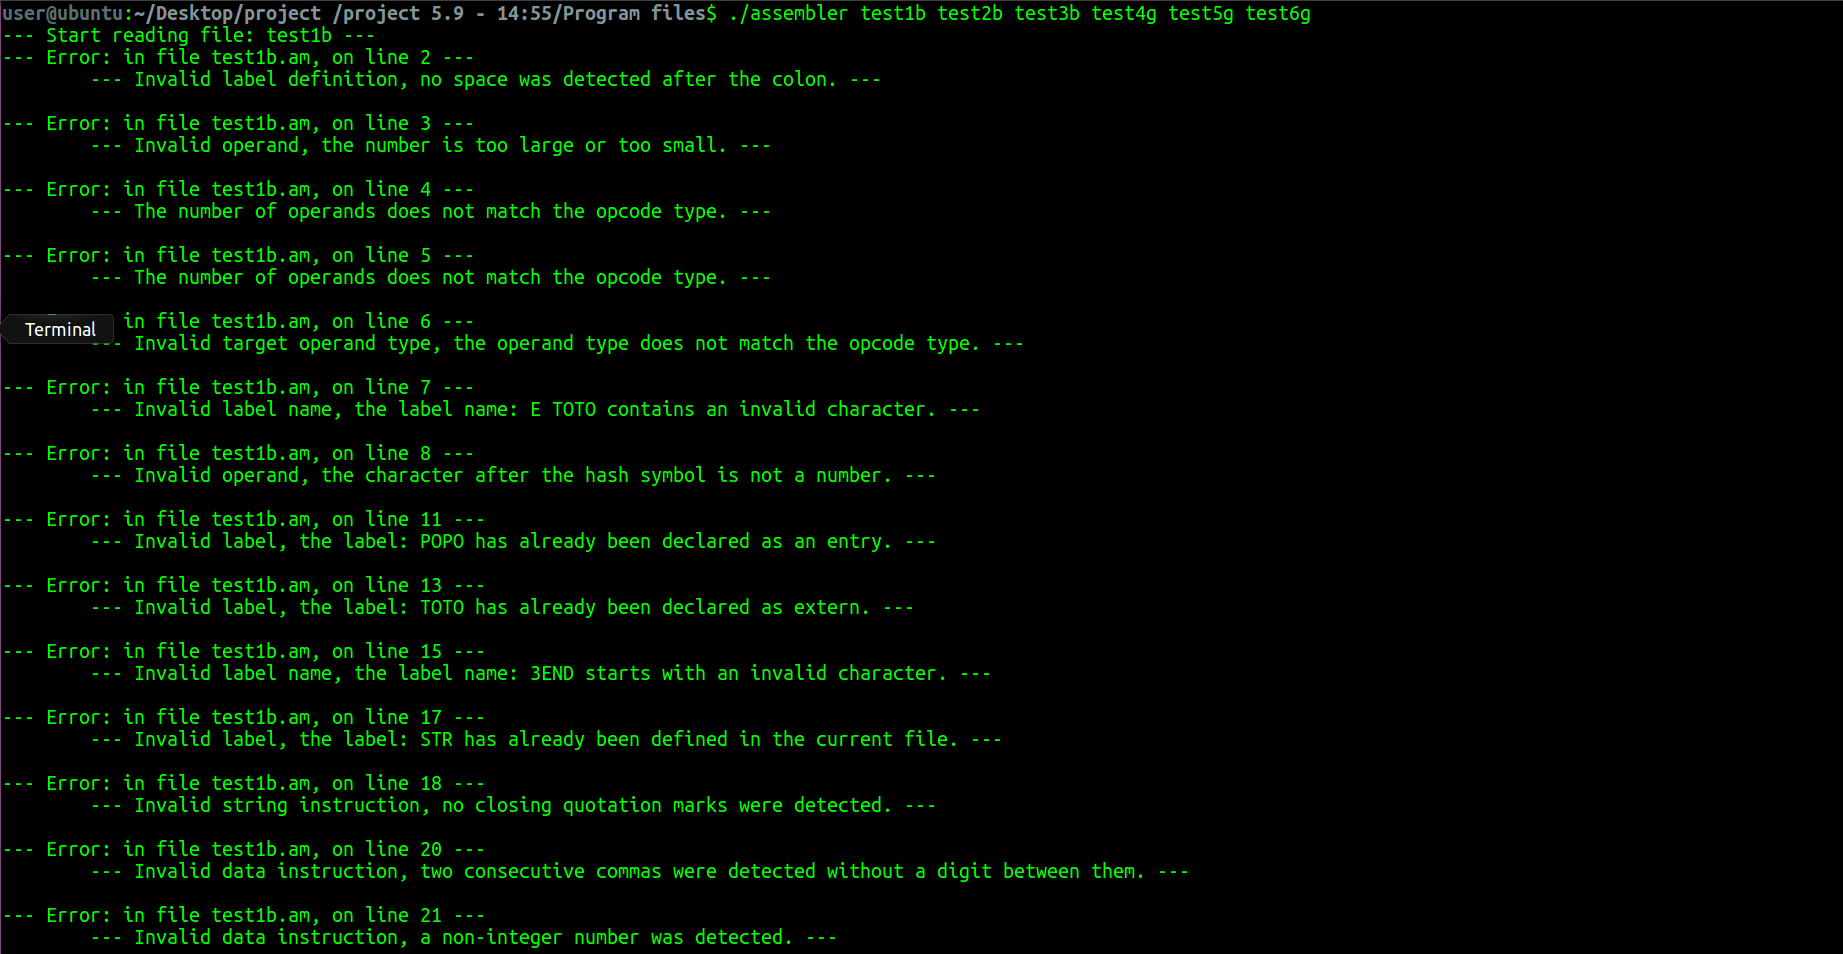 user@ubuntu:~/Desktop/project /project 5.9 - 14:55/Program files$ ./assembler test1b test2b test3b test4g test5g test6g
--- Start reading file: test1b ---
--- Error: in file test1b.am, on line 2 ---
--- Invalid label definition, no space was detected after the colon. ---
--- Error: in file test1b.am, on line 3 ---
--- Invalid operand, the number is too large or too small. ---
--- Error: in file test1b.am, on line 4 ---
--- The number of operands does not match the opcode type. ---
--- Error: in file test1b.am, on line 5 ---
--- The number of operands does not match the opcode type. ---
in file test1b.am, on line 6 ---
Terminal
--- Invalid target operand type, the operand type does not match the opcode type. ---
--- Error: in file test1b.am, on line 7 ---
--- Invalid label name, the label name: E TOTO contains an invalid character. ---
--- Error: in file test1b.am, on line 8 ---
--- Invalid operand, the character after the hash symbol is not a number. ---
--- Error: in file test1b.am, on line 11 ---
--- Invalid label, the label: POPO has already been declared as an entry. ---
--- Error: in file test1b.am, on line 13 ---
--- Invalid label, the label: TOTO has already been declared as extern. ---
--- Error: in file test1b.am, on line 15 ---
--- Invalid label name, the label name: 3END starts with an invalid character. ---
--- Error: in file test1b.am, on line 17 ---
--- Invalid label, the label: STR has already been defined in the current file. ---
--- Error: in file test1b.am, on line 18 ---
--- Invalid string instruction, no closing quotation marks were detected. ---
--- Error: in file test1b.am, on line 20 ---
--- Invalid data instruction, two consecutive commas were detected without a digit between them. ---
--- Error: in file test1b.am, on line 21 ---
--- Invalid data instruction, a non-integer number was detected. ---